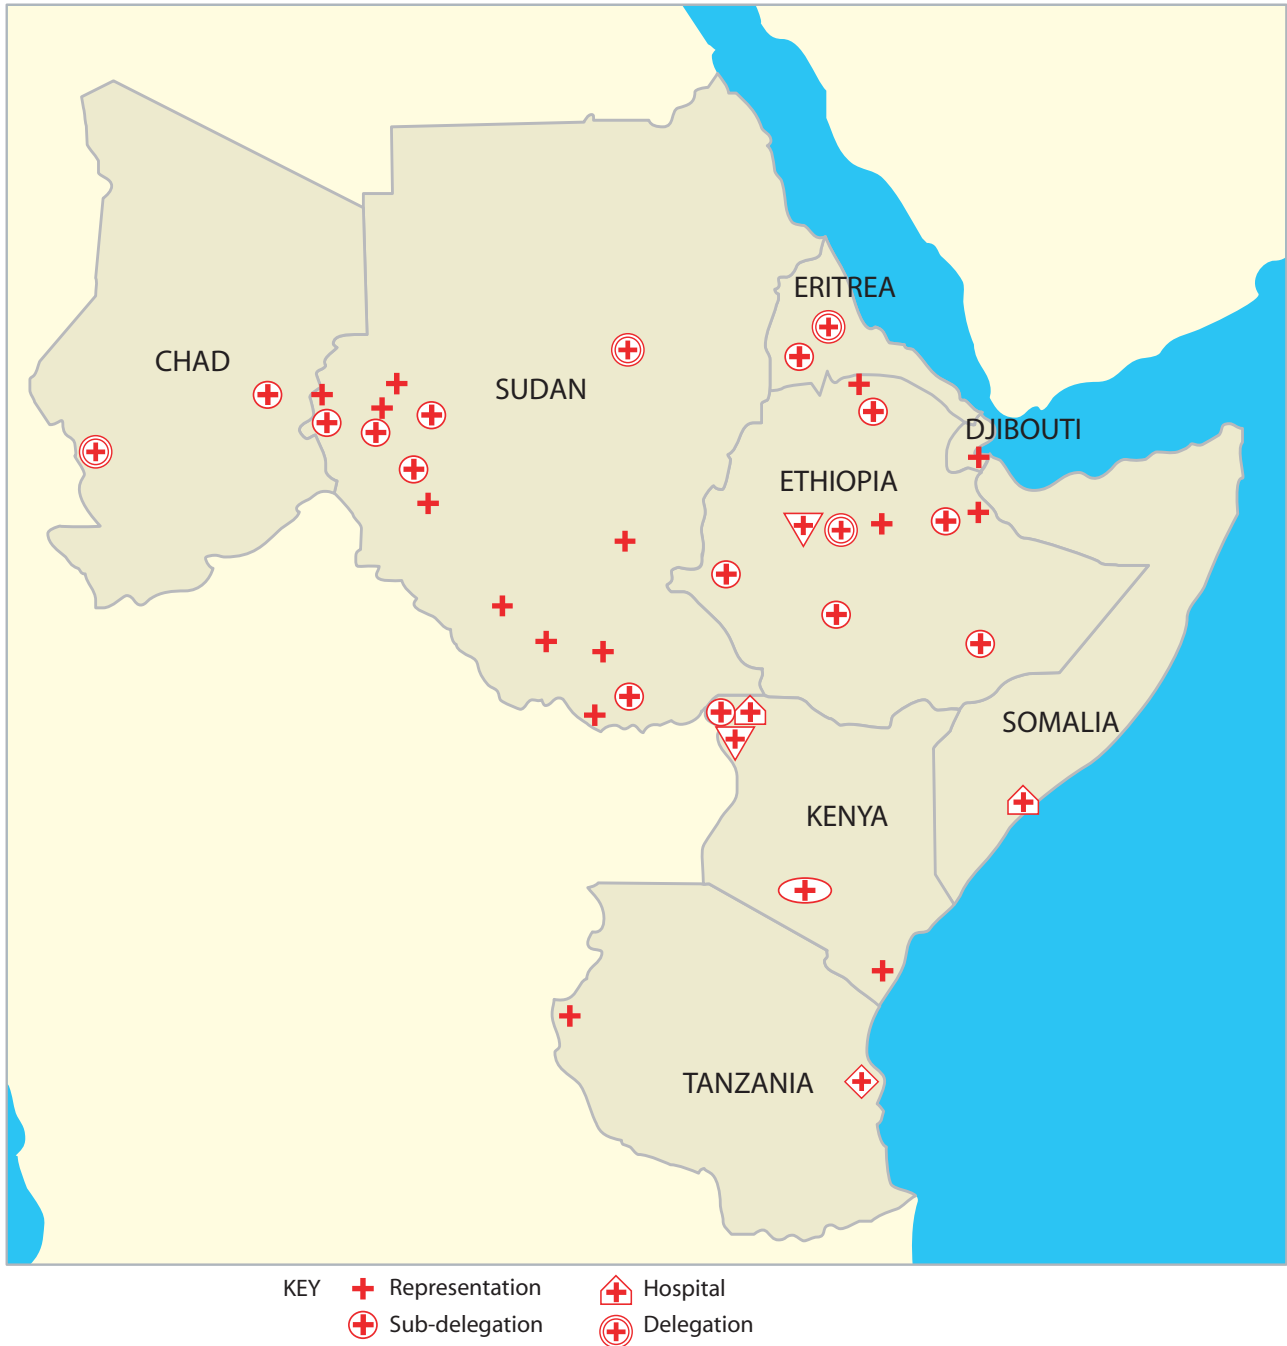 ERITREA
CHAD
SUDAN
DJIBOUTI
ETHIOPIA
SOMALIA
KENYA
TANZANIA
KEY Representation Hospital
Sub-delegation Delegation